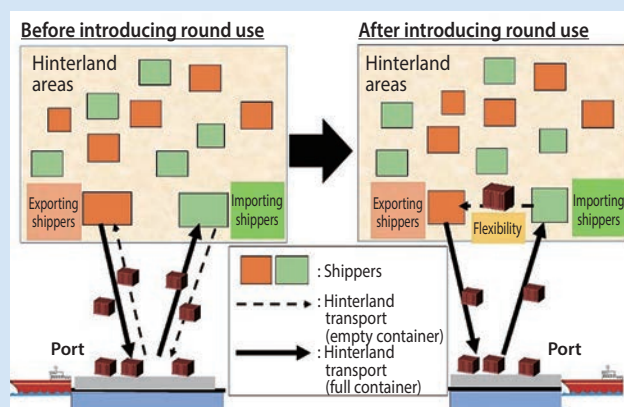 Before introducing round use
After introducing round use
Hinterland
areas
Hinterland
areas
Exporting
shippers
Importing
shippers
Exporting
shippers
Flexibility
Importing
shippers
: Shippers
: Hinterland
transport
(empty container)
: Hinterland
transport
(full container)
Port
Port